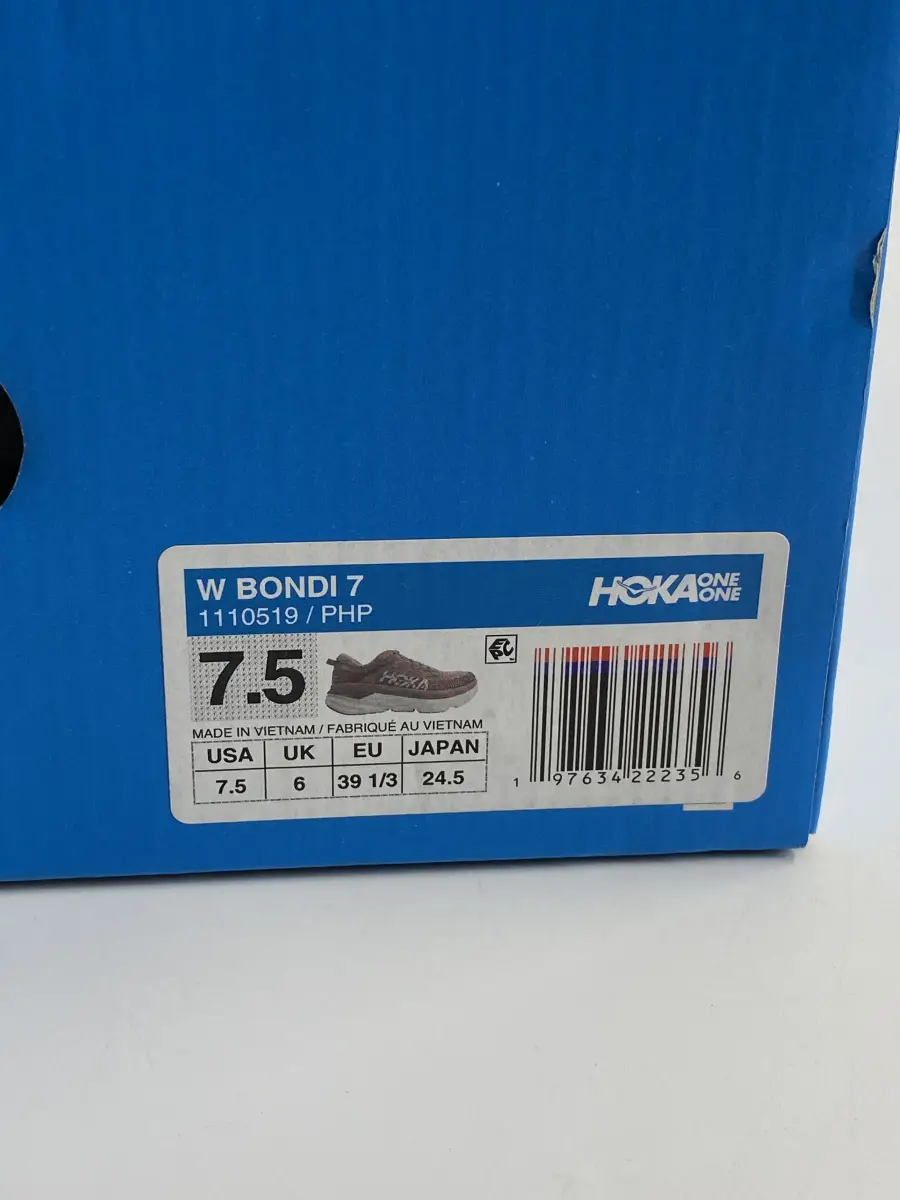 W BONDI 7
1110519 / PHP
HOKA ONE ONE
7.5
HOKA
MADE IN VIETNAM / FABRIQUÉ AU VIETNAM
USA UK EU JAPAN
7.5 6 39 1/3 24.5
1 97634 22235 6